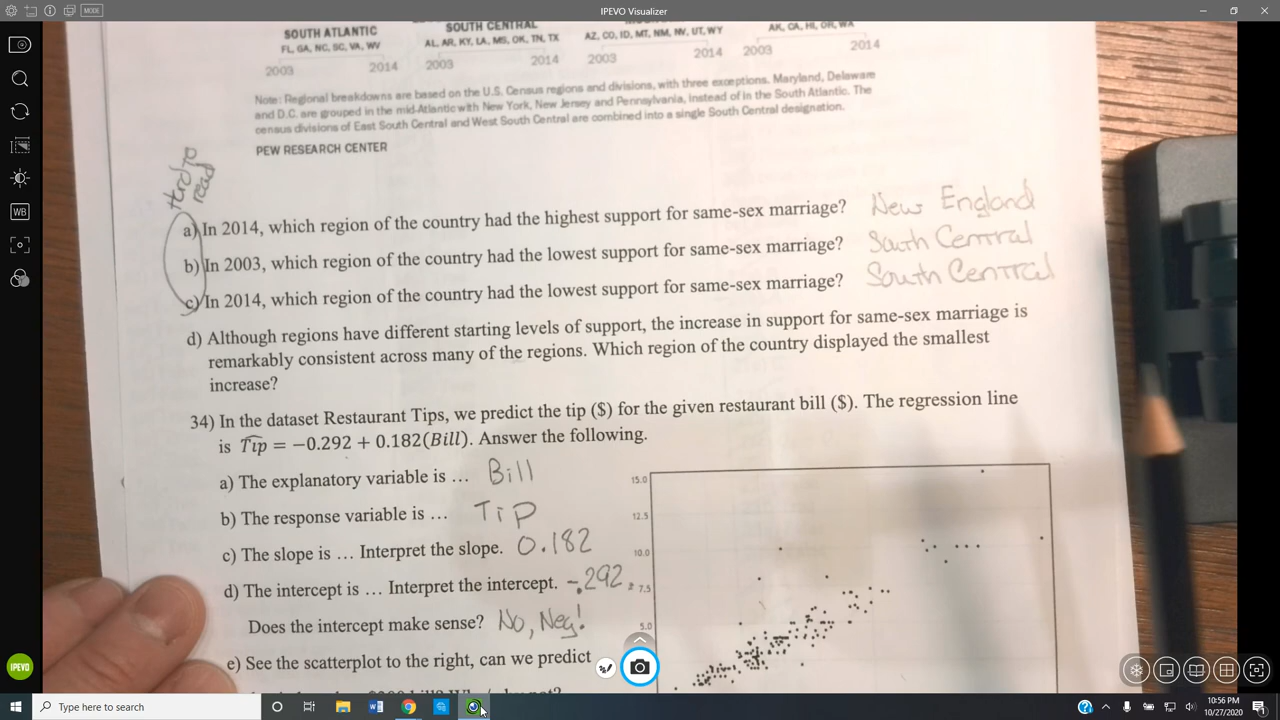 IPEVO Visualizer
MODE
WB
SOUTH ATLANTIC
FL, GA, NC, SC, VA, WV
2003 2014
SOUTH CENTRAL
AL, AR, KY, LA, MS, OK, TN, TX
2003 2014
AZ, CO, ID, MT, NM, NV, UT, WY
2003 2014
AK, CA, HI, OR, WA
2003 2014
Note: Regional breakdowns are based on the U.S. Census regions and divisions, with three exceptions. Maryland, Delaware
and D.C. are grouped in the mid-Atlantic with New York, New Jersey and Pennsylvania, instead of in the South Atlantic. The
census divisions of East South Central and West South Central are combined into a single South Central designation.
PEW RESEARCH CENTER
Hard to
read
a) In 2014, which region of the country had the highest support for same-sex marriage? New England
b) In 2003, which region of the country had the lowest support for same-sex marriage? South Central
c) In 2014, which region of the country had the lowest support for same-sex marriage? South Central
d) Although regions have different starting levels of support, the increase in support for same-sex marriage is
remarkably consistent across many of the regions. Which region of the country displayed the smallest
increase?
34) In the dataset Restaurant Tips, we predict the tip ($) for the given restaurant bill ($). The regression line
is T̂ip = −0.292 + 0.182(Bill). Answer the following.
a) The explanatory variable is … Bill
b) The response variable is … Tip
c) The slope is … Interpret the slope. 0.182
d) The intercept is … Interpret the intercept. -.292
Does the intercept make sense? No, Neg!
e) See the scatterplot to the right, can we predict
15.0
12.5
10.0
7.5
5.0
IPEVO
Type here to search
10:56 PM
10/27/2020